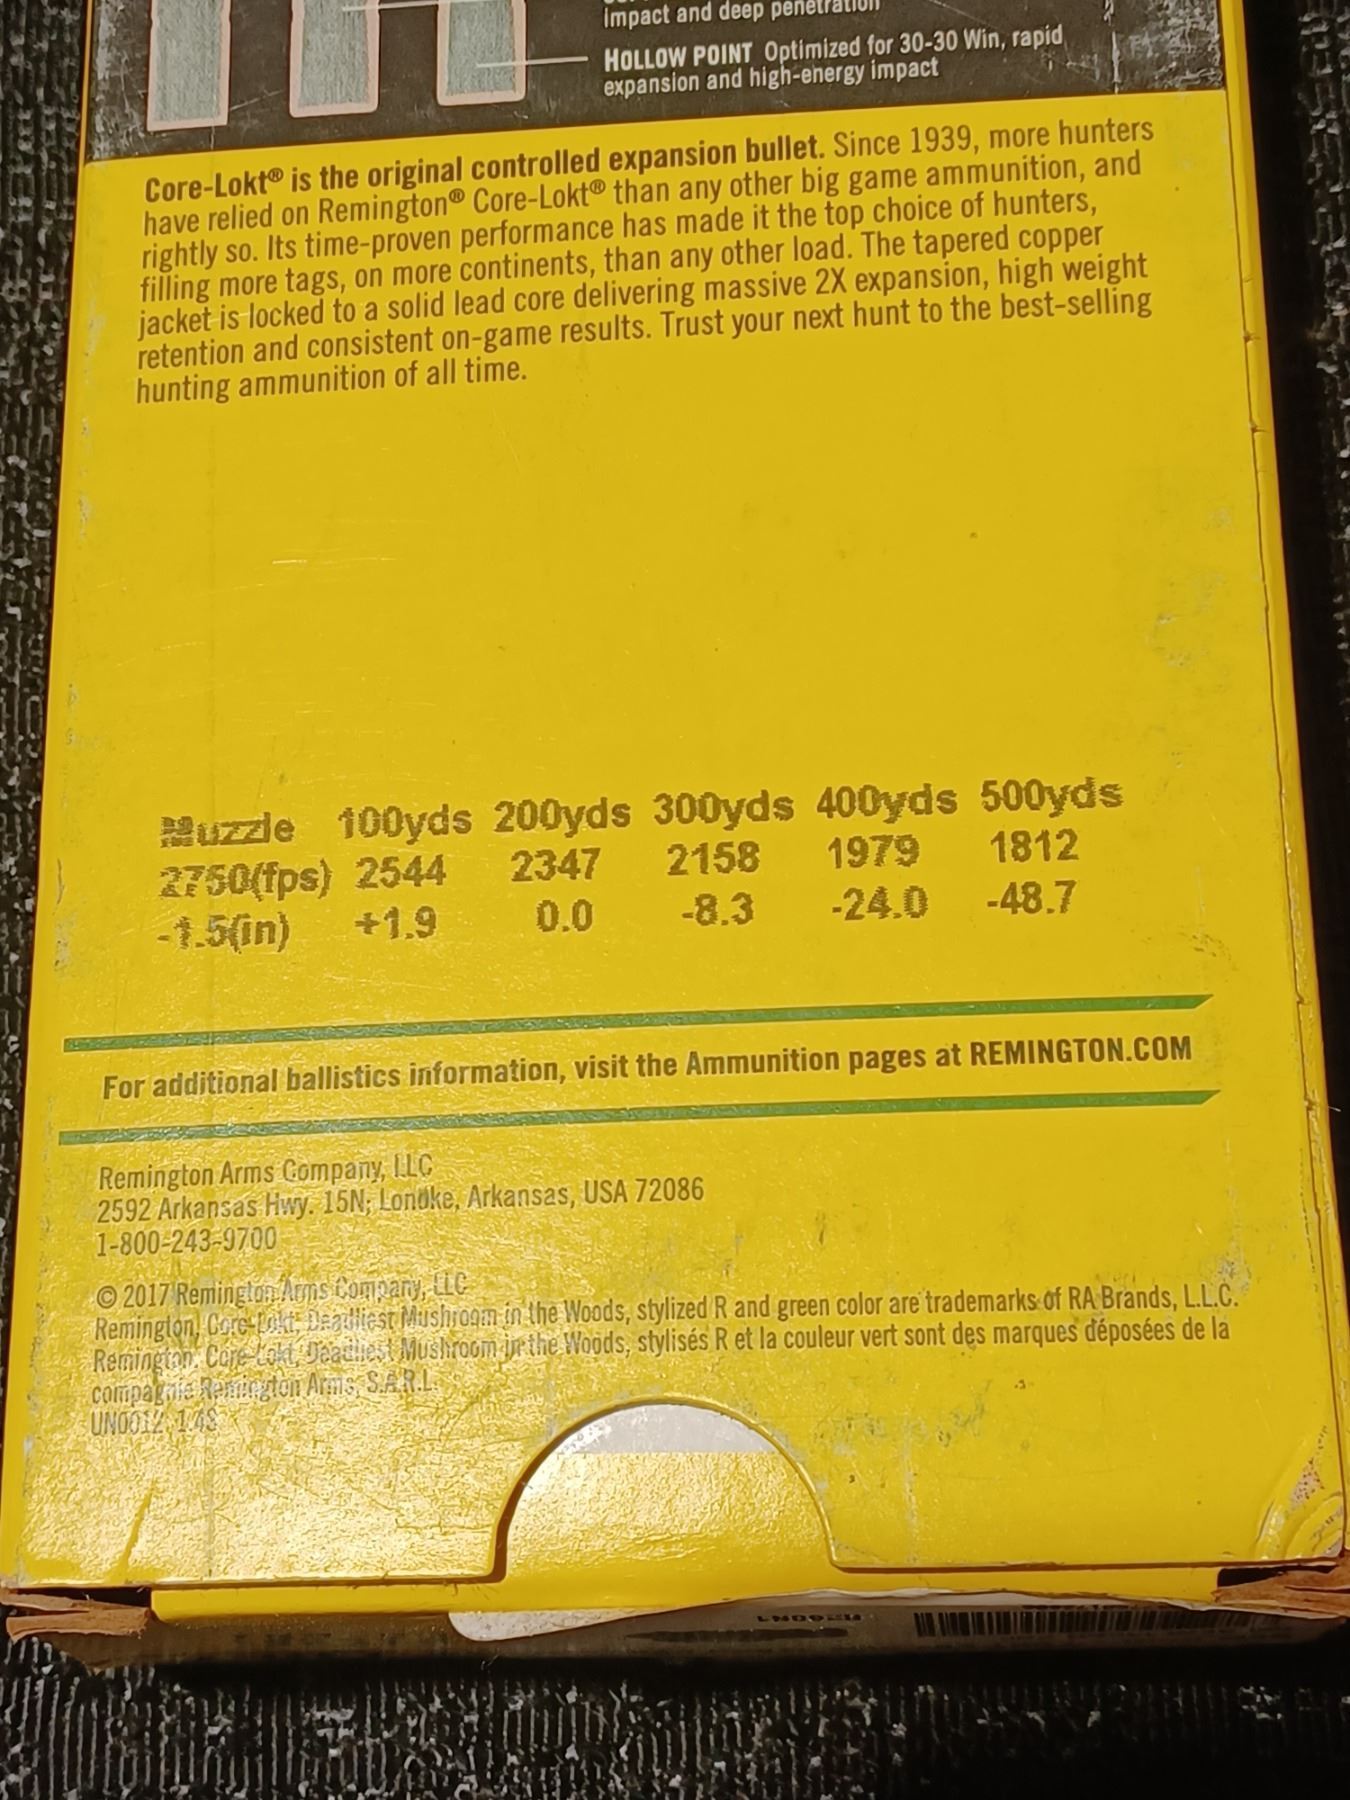 impact and deep penetration
HOLLOW POINT Optimized for 30-30 Win, rapid
expansion and high-energy impact
Core-Lokt® is the original controlled expansion bullet. Since 1939, more hunters
have relied on Remington® Core-Lokt® than any other big game ammunition, and
rightly so. Its time-proven performance has made it the top choice of hunters,
filling more tags, on more continents, than any other load. The tapered copper
jacket is locked to a solid lead core delivering massive 2X expansion, high weight
retention and consistent on-game results. Trust your next hunt to the best-selling
hunting ammunition of all time.
Muzzle 100yds 200yds 300yds 400yds 500yds
2750(fps) 2544 2347 2158 1979 1812
-1.5(in) +1.9 0.0 -8.3 -24.0 -48.7
For additional ballistics information, visit the Ammunition pages at REMINGTON.COM
Remington Arms Company, LLC
2592 Arkansas Hwy. 15N; Lonoke, Arkansas, USA 72086
1-800-243-9700
© 2017 Remington Arms Company, LLC
Remington, Core-Lokt, Deadliest Mushroom in the Woods, stylized R and green color are trademarks of RA Brands, L.L.C.
Remington, Core-Lokt, Deadliest Mushroom in the Woods, stylisés R et la couleur vert sont des marques déposées de la
compagnie Remington Arms, S.A.R.L.
UN0012, 1.4S